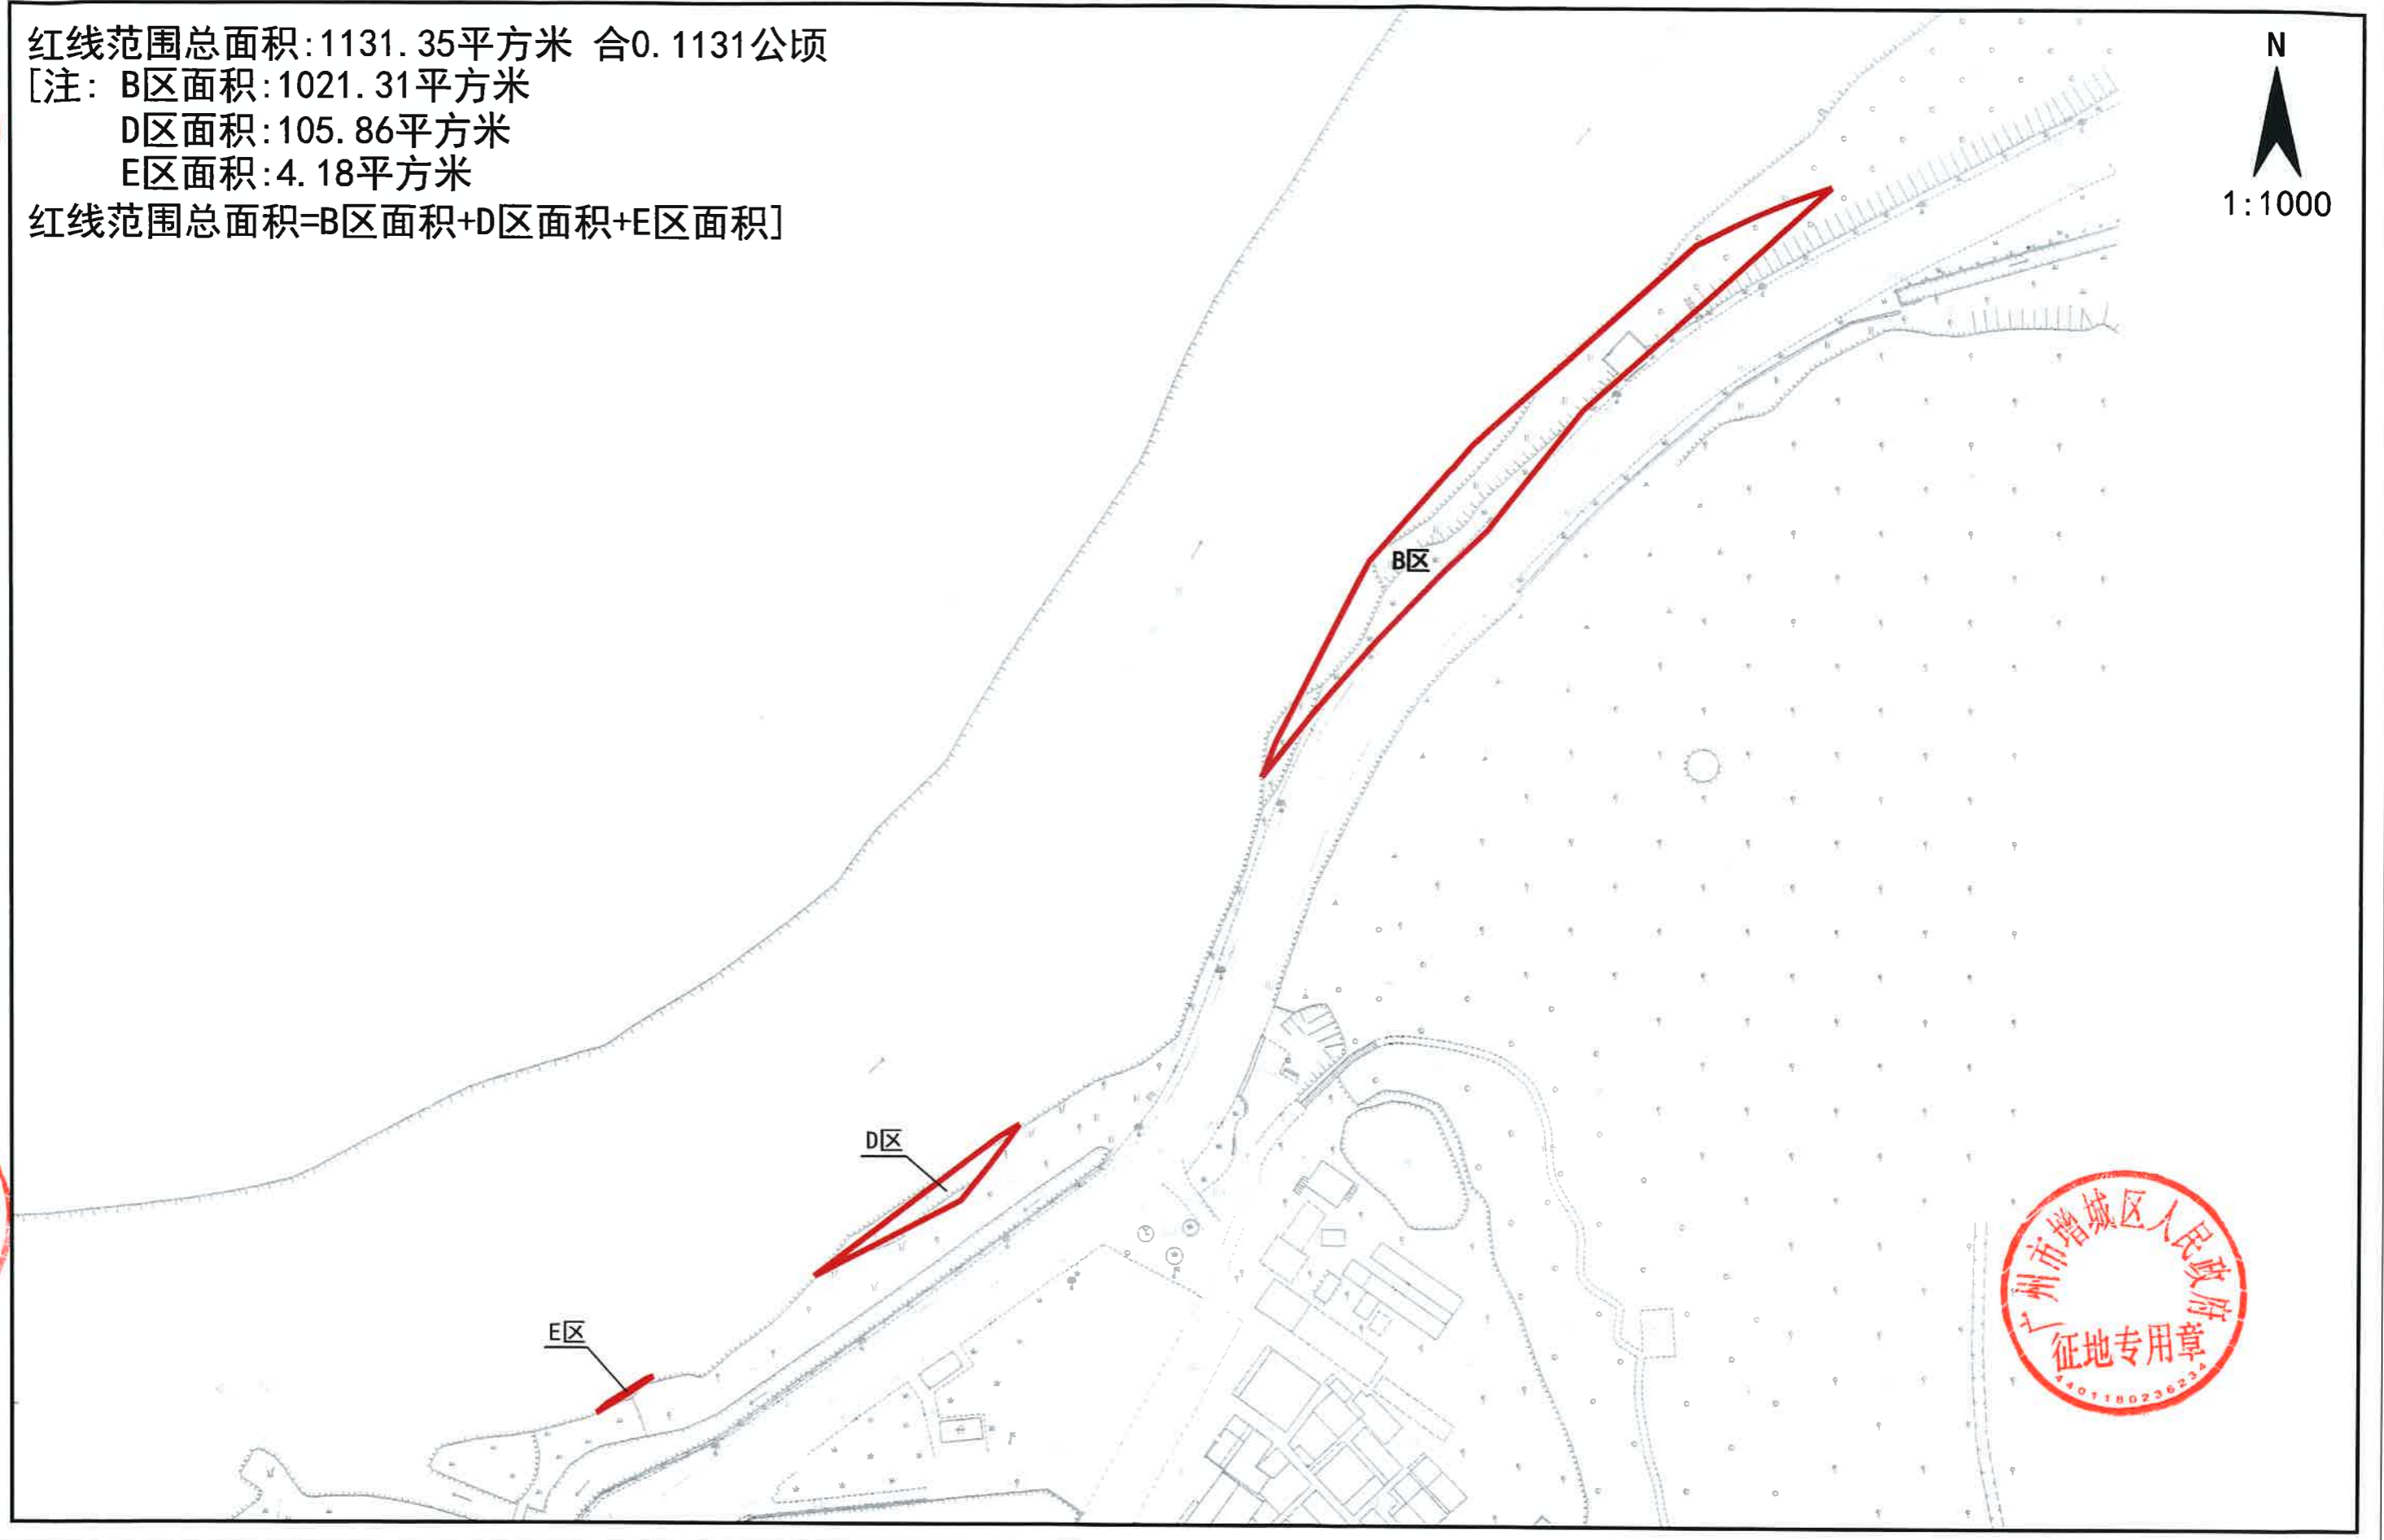 红线范围总面积:1131.35平方米 合0.1131公顷
[注: B区面积:1021.31平方米
D区面积:105.86平方米
E区面积:4.18平方米
红线范围总面积=B区面积+D区面积+E区面积]
N
1:1000
B区
D区
E区
广州市增城区人民政府
征地专用章